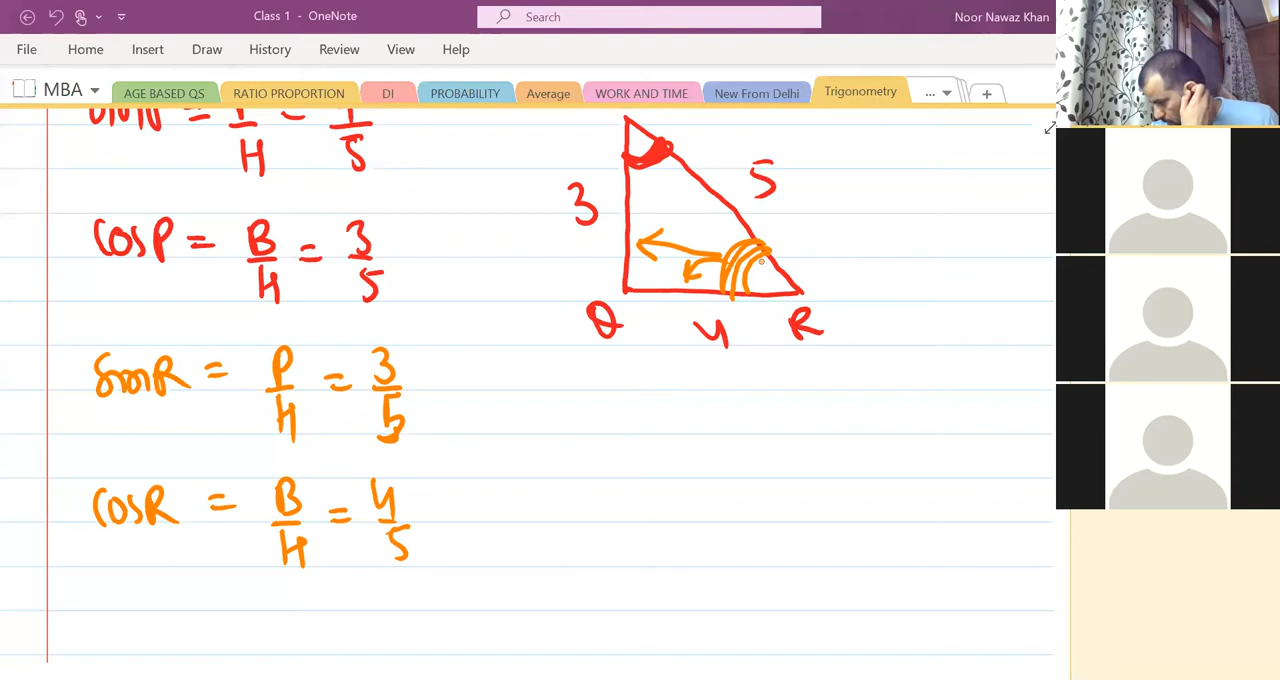 Class 1 - OneNote
Search
Noor Nawaz Khan
File Home Insert Draw History Review View Help
MBA
AGE BASED QS RATIO PROPORTION DI PROBABILITY Average WORK AND TIME New From Delhi Trigonometry ...
= P/H = 4/5
cosP = B/H = 3/5
sinR = P/H = 3/5
cosR = B/H = 4/5
3
5
Q 4 R